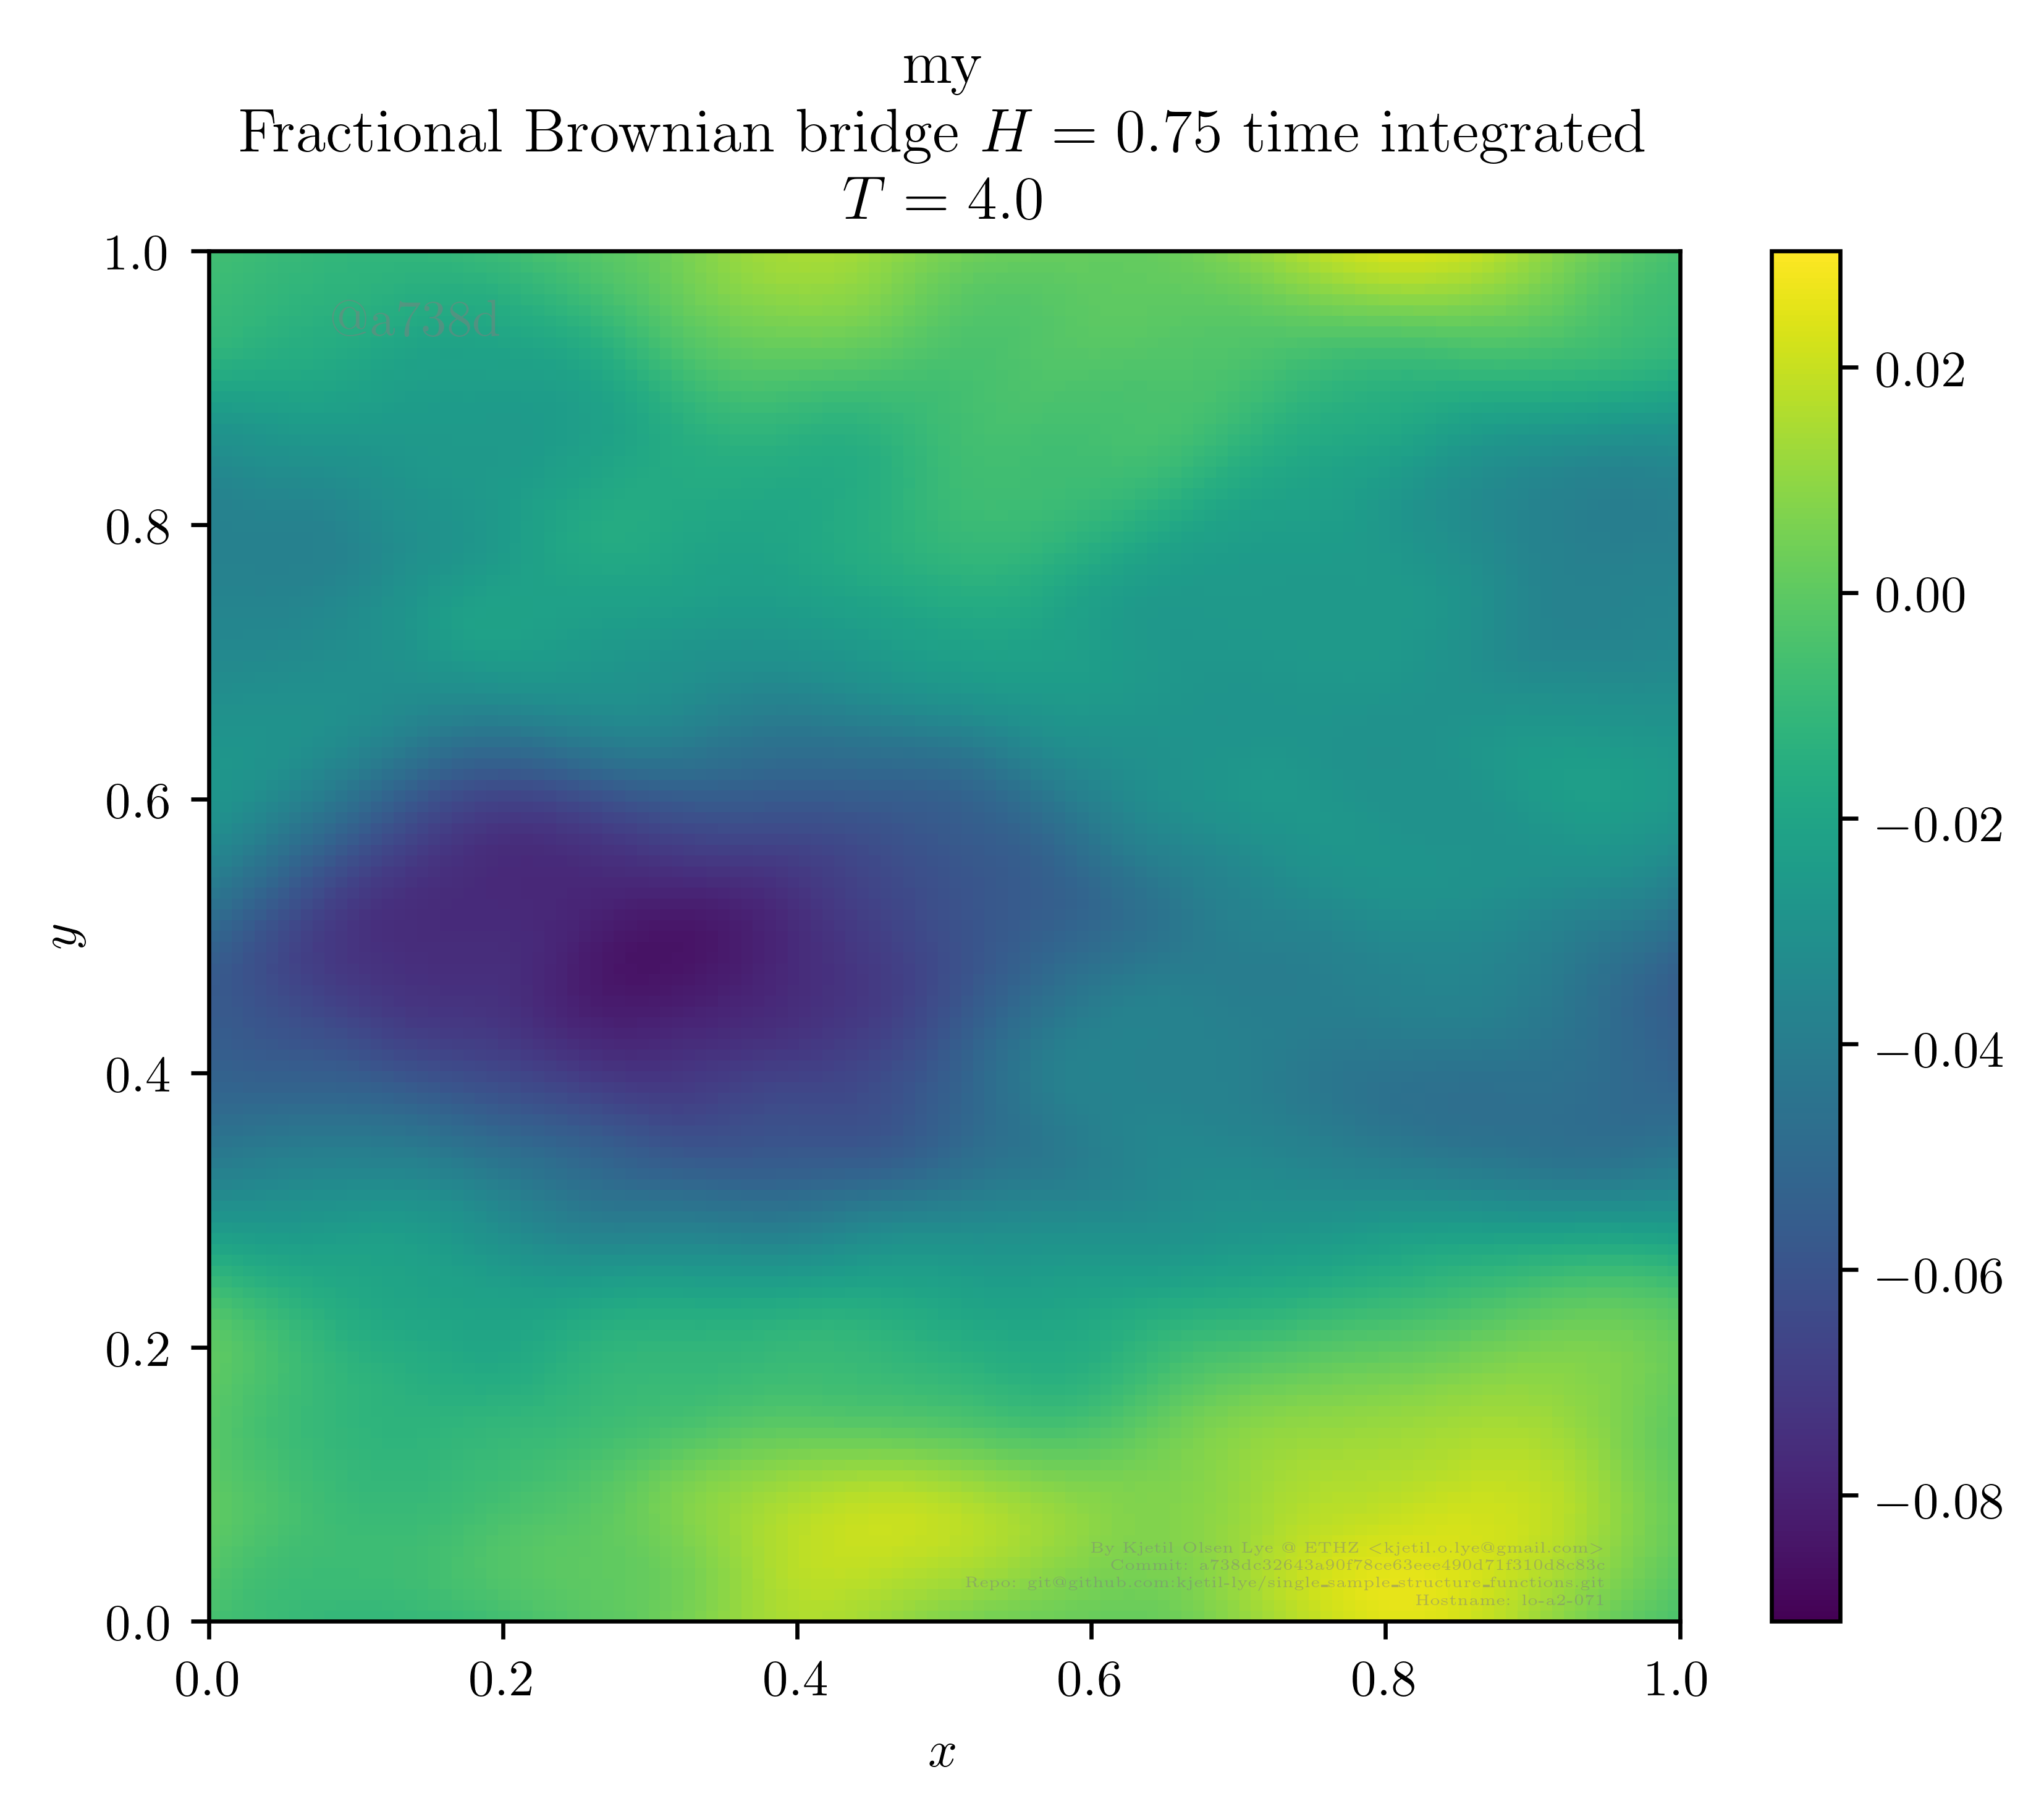 my
Fractional Brownian bridge H = 0.75 time integrated
T = 4.0
1.0
0.8
0.6
0.4
0.2
0.0
y
@a738d
By Kjetil Olsen Lye @ ETHZ <kjetil.o.lye@gmail.com>
Commit: a738dc32643a90f78ce63eee490d71f310d8c83c
Repo: git@github.com:kjetil-lye/single_sample_structure_functions.git
Hostname: lo-a2-071
0.0 0.2 0.4 0.6 0.8 1.0
x
0.02
0.00
−0.02
−0.04
−0.06
−0.08